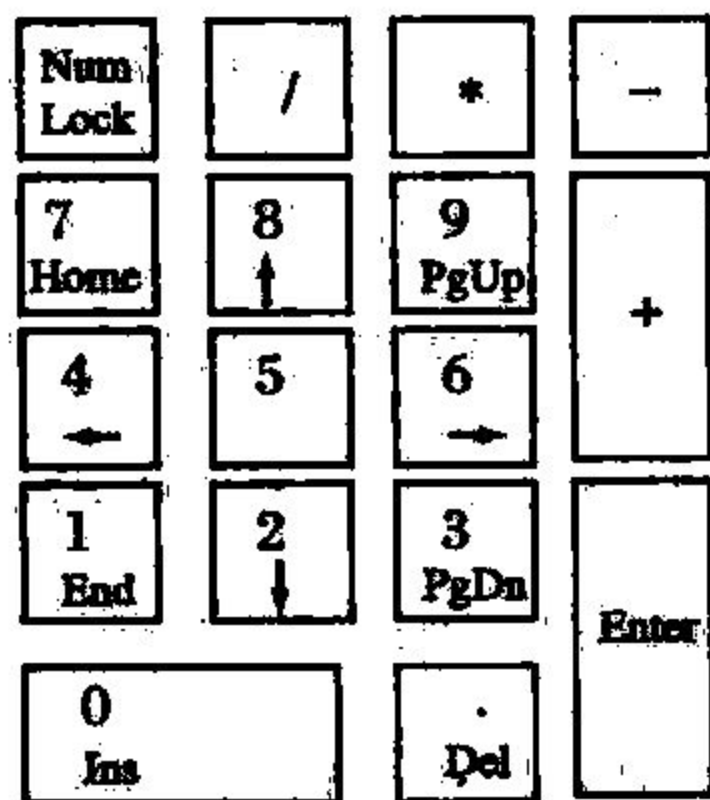 Num
Lock
/
*
−
7
Home
8
↑
9
PgUp
+
4
←
5
6
→
1
End
2
↓
3
PgDn
Enter
0
Ins
.
Del